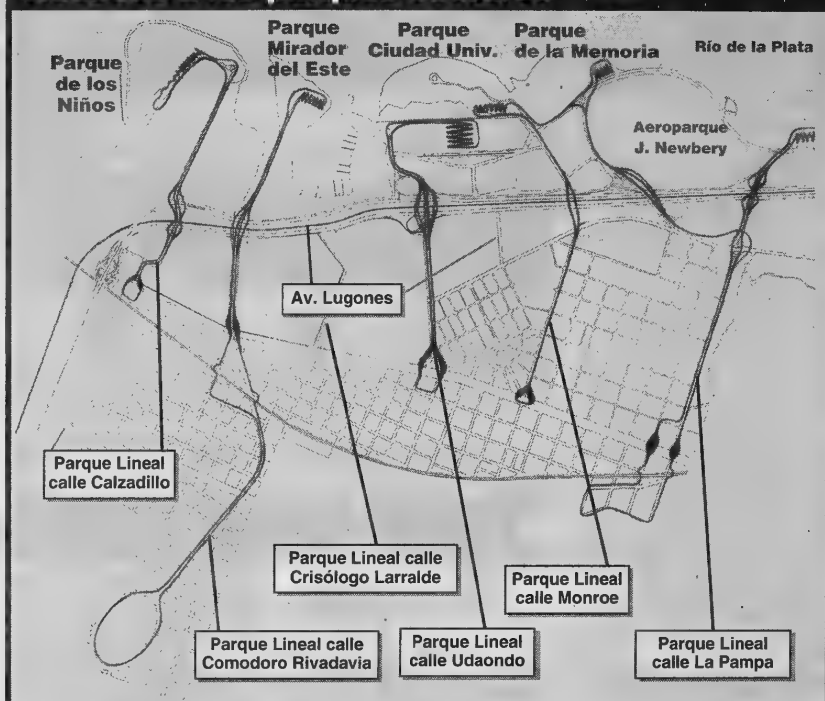 Parque
de los
Niños
Parque
Mirador
del Este
Parque
Ciudad Univ.
Parque
de la Memoria
Río de la Plata
Aeroparque
J. Newbery
Av. Lugones
Parque Lineal
calle Calzadillo
Parque Lineal calle
Crisólogo Larralde
Parque Lineal
calle Monroe
Parque Lineal calle
Comodoro Rivadavia
Parque Lineal
calle Udaondo
Parque Lineal
calle La Pampa